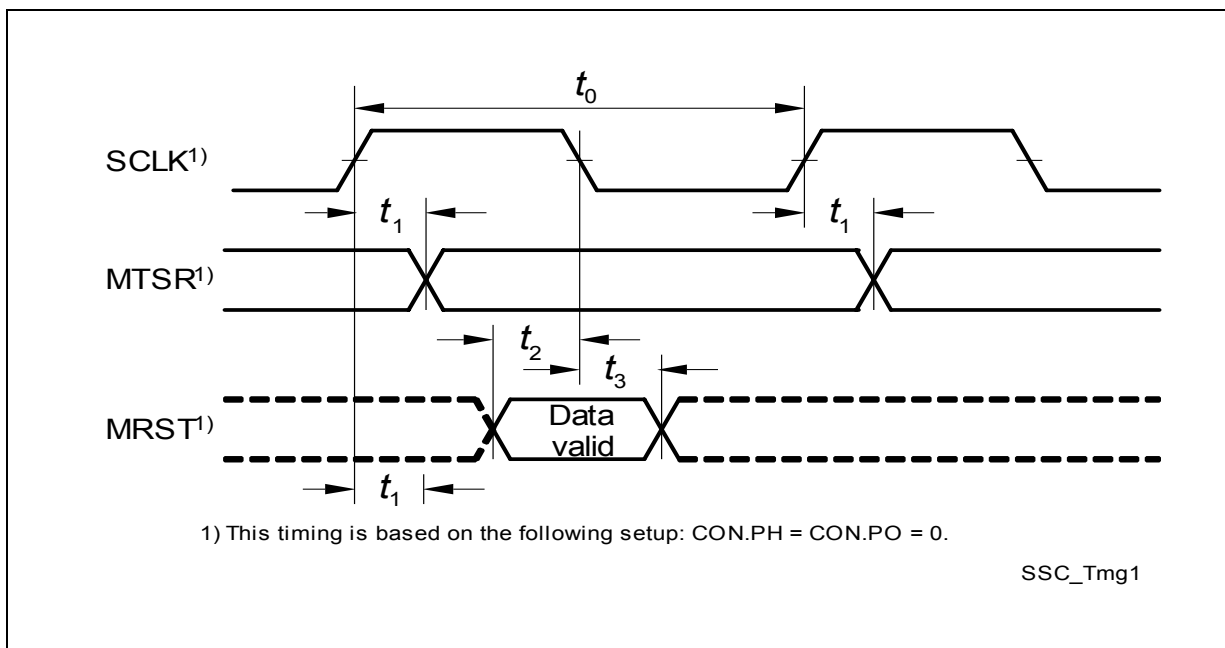 t0
SCLK1)
t1 t1
MTSR1)
t2
t3
MRST1)
Data
valid
t1
1) This timing is based on the following setup: CON.PH = CON.PO = 0.
SSC_Tmg1